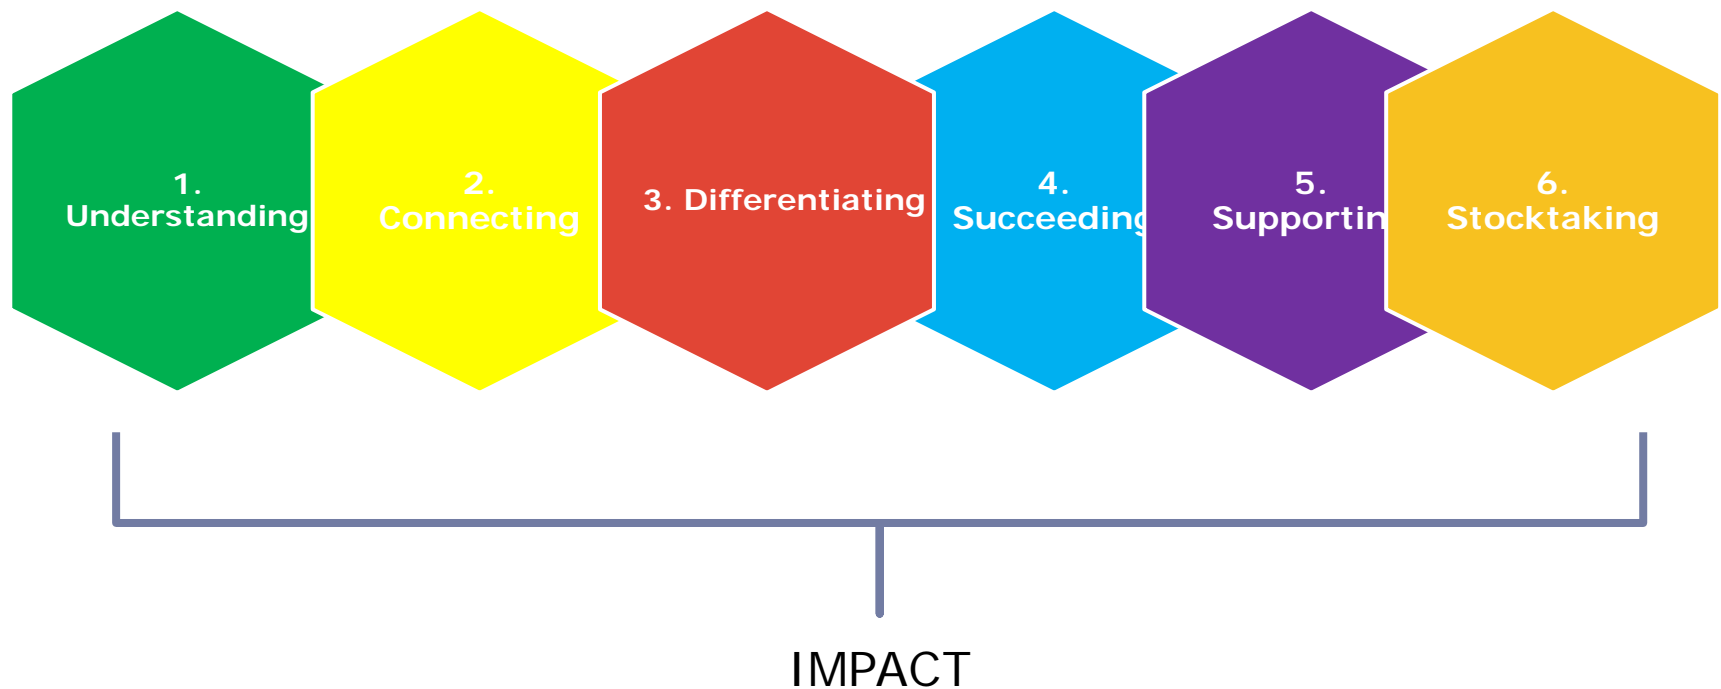 1.
Understanding
2.
Connecting
3. Differentiating
4.
Succeeding
5.
Supportin
6.
Stocktaking
IMPACT